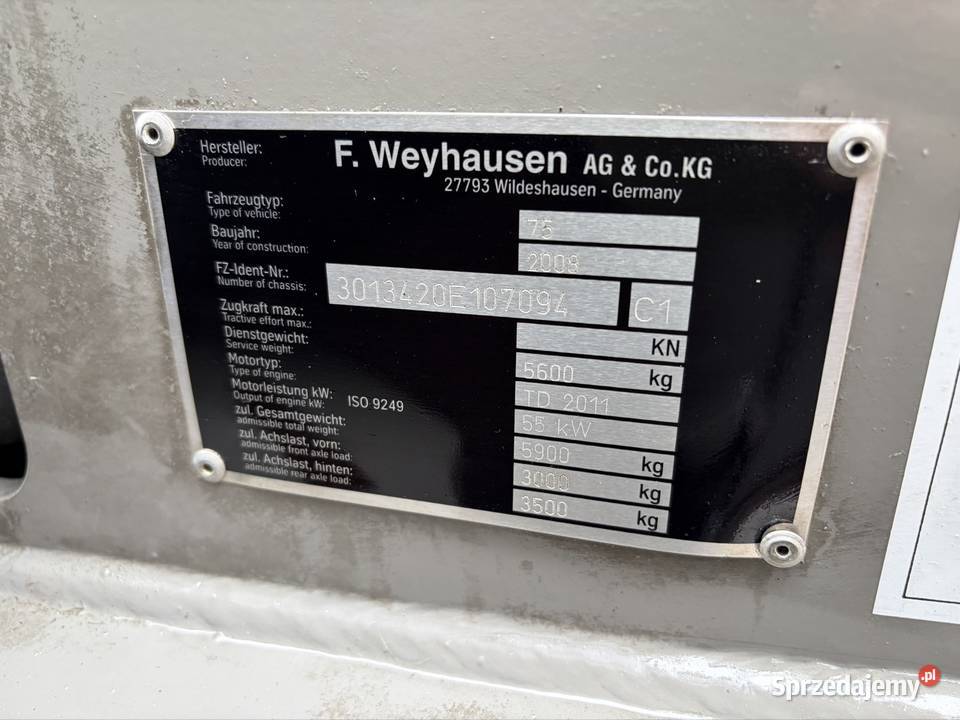 Hersteller:
Producer:
F. Weyhausen AG & Co.KG
27793 Wildeshausen - Germany
Fahrzeugtyp:
Type of vehicle:
75
Baujahr:
Year of construction:
2009
FZ-Ident-Nr.:
Number of chassis:
3013420E107094
C1
Zugkraft max.:
Tractive effort max.:
KN
Dienstgewicht:
Service weight:
5600 kg
Motortyp:
Type of engine:
TD 2011
Motorleistung kW:
Output of engine kW:
ISO 9249
55 kW
zul. Gesamtgewicht:
admissible total weight:
5900 kg
zul. Achslast, vorn:
admissible front axle load:
3000 kg
zul. Achslast, hinten:
admissible rear axle load:
3500 kg
Sprzedajemy.pl